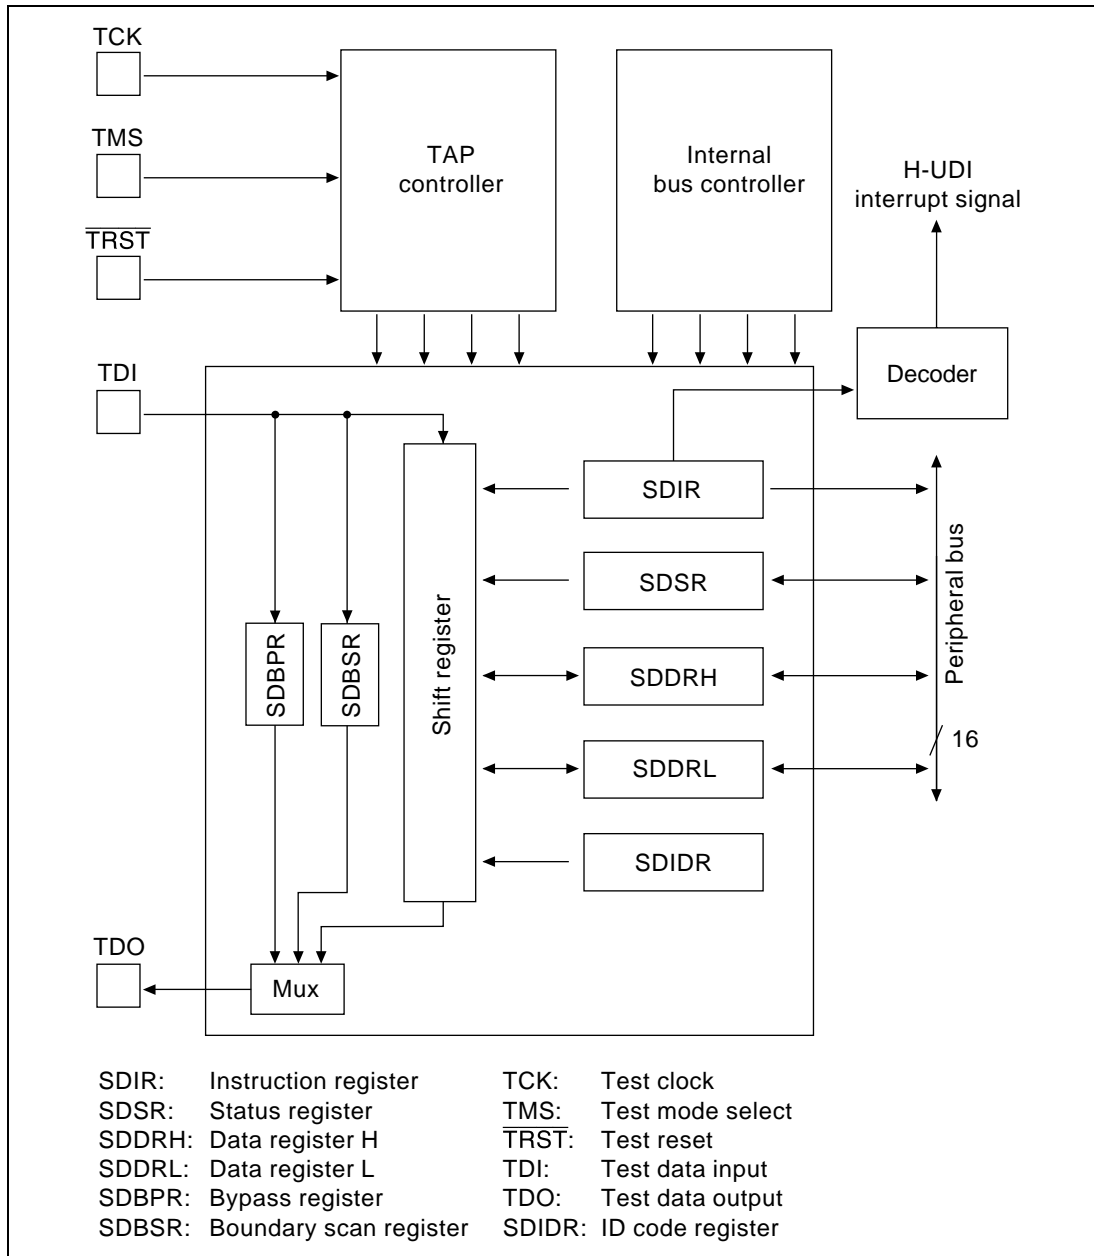 TCK
TMS
TRST
TAP
controller
Internal
bus controller
H-UDI
interrupt signal
Decoder
TDI
SDIR
SDSR
SDDRH
SDDRL
SDIDR
Shift register
SDBPR
SDBSR
Peripheral bus
16
TDO
Mux
SDIR: Instruction register
SDSR: Status register
SDDRH: Data register H
SDDRL: Data register L
SDBPR: Bypass register
SDBSR: Boundary scan register
TCK: Test clock
TMS: Test mode select
TRST: Test reset
TDI: Test data input
TDO: Test data output
SDIDR: ID code register